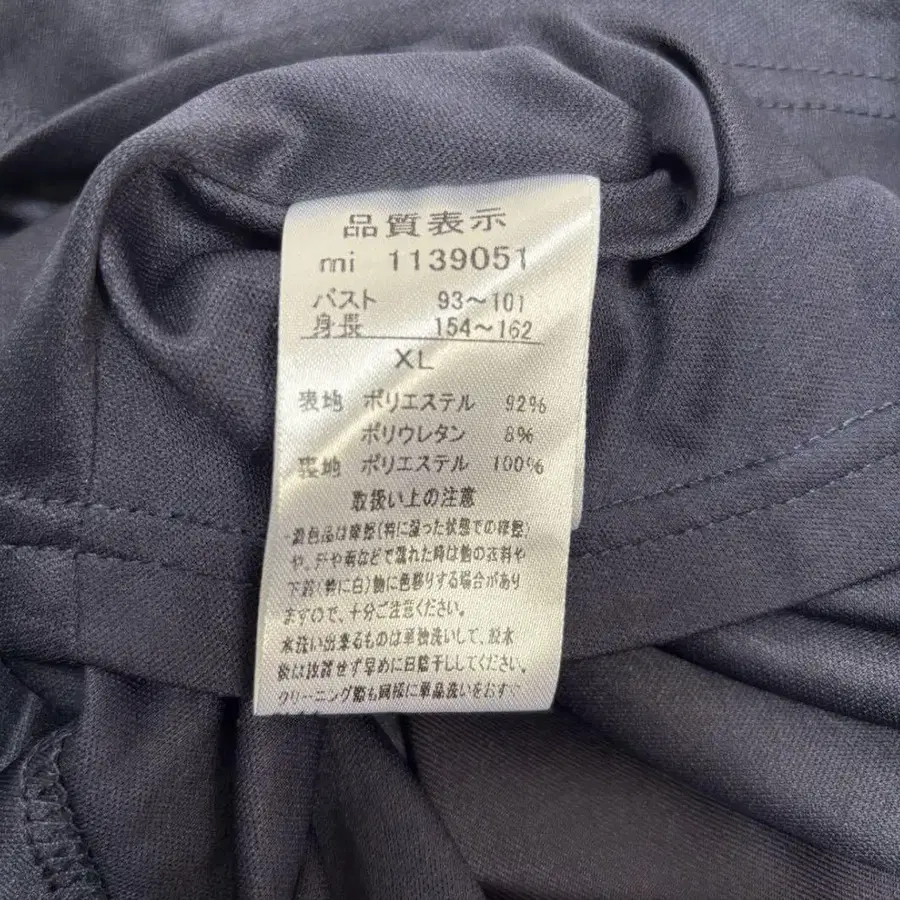 品質表示
mi 1139051
バスト 93〜101
身長 154〜162
XL
表地 ポリエステル 92%
ポリウレタン 8%
裏地 ポリエステル 100%
取扱い上の注意
・濃色品は摩擦(特に湿った状態での摩擦)
や、汗や雨などで濡れた時は他の衣料や
下着(特に白)物に色移りする場合があり
ますので、十分ご注意ください。
水洗い出来るものは単独洗いして、脱水
後は放置せず早めに日陰干ししてください。
クリーニング類も同様に単品洗いをおす